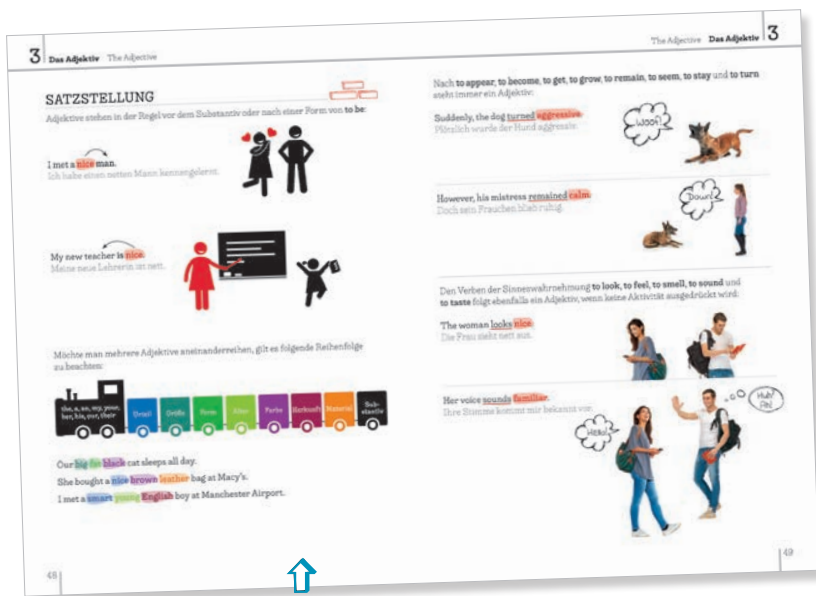 3 Das Adjektiv The Adjective
SATZSTELLUNG
Adjektive stehen in der Regel vor dem Substantiv oder nach einer Form von to be:
I met a nice man.
Ich habe einen netten Mann kennengelernt.
My new teacher is nice.
Meine neue Lehrerin ist nett.
Möchte man mehrere Adjektive aneinanderreihen, gilt es folgende Reihenfolge
zu beachten:
the, a, an, my, your,
her, his, our, their
Urteil
Größe
Form
Alter
Farbe
Herkunft
Material
Sub-
stantiv
Our big fat black cat sleeps all day.
She bought a nice brown leather bag at Macy's.
I met a smart young English boy at Manchester Airport.
48
The Adjective Das Adjektiv 3
Nach to appear, to become, to get, to grow, to remain, to seem, to stay und to turn
steht immer ein Adjektiv:
Suddenly, the dog turned aggressive.
Plötzlich wurde der Hund aggressiv.
Woof!
However, his mistress remained calm.
Doch sein Frauchen blieb ruhig.
Down!
Den Verben der Sinneswahrnehmung to look, to feel, to smell, to sound und
to taste folgt ebenfalls ein Adjektiv, wenn keine Aktivität ausgedrückt wird:
The woman looks nice.
Die Frau sieht nett aus.
Her voice sounds familiar.
Ihre Stimme kommt mir bekannt vor.
Hello!
Huh?
49